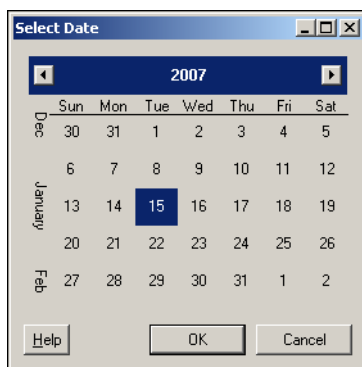 Select Date
2007
Sun Mon Tue Wed Thu Fri Sat
Dec 30 31 1 2 3 4 5
6 7 8 9 10 11 12
January 13 14 15 16 17 18 19
20 21 22 23 24 25 26
Feb 27 28 29 30 31 1 2
Help OK Cancel